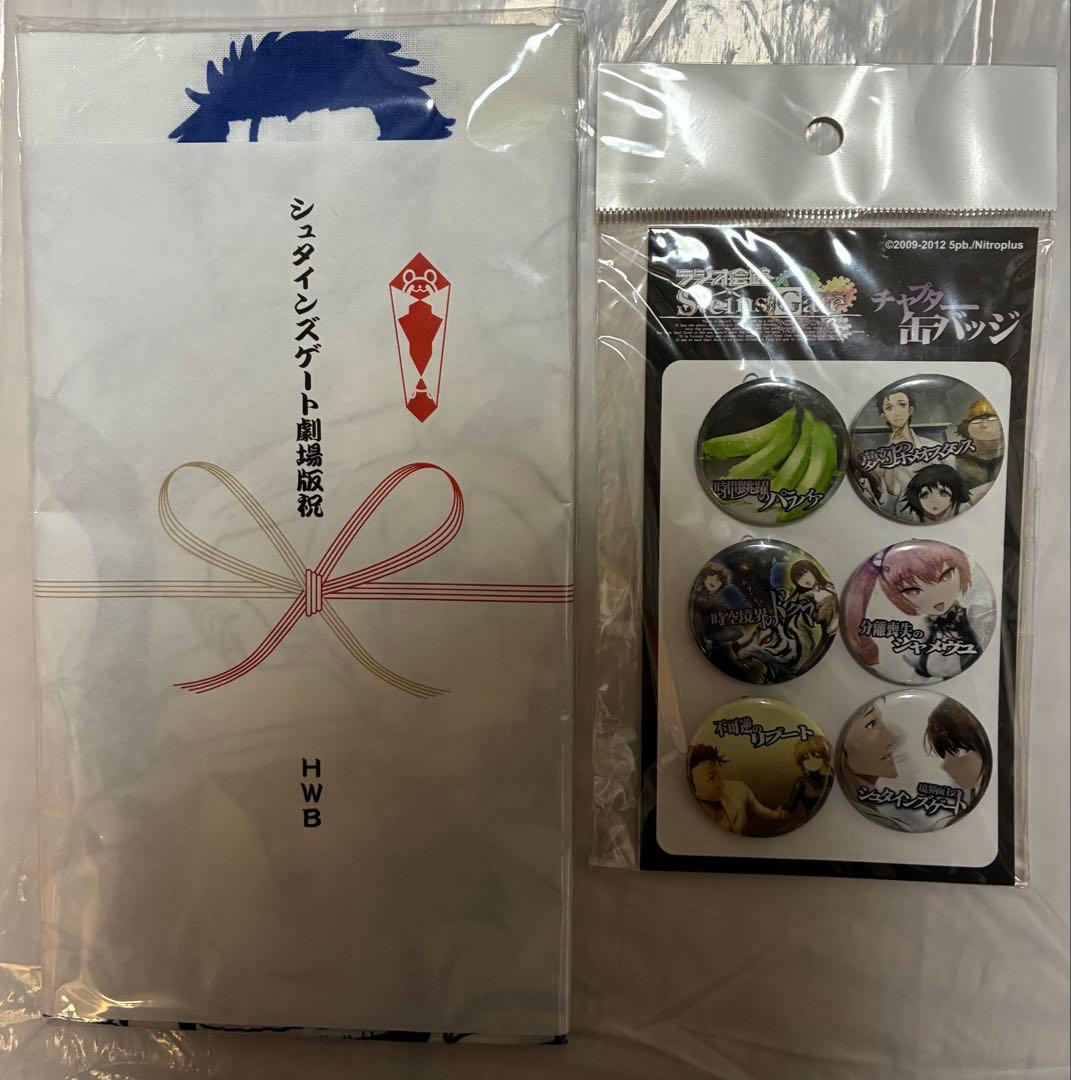 シュタインズゲート劇場版祝
HWB
©2009-2012 5pb./Nitroplus
ラジオ会館
Steins;Gate
チャプター
缶バッジ
時間跳躍の
パラノイア
夢幻のホメオスタシス
時空境界のドグマ
分離喪失の
ジャメヴュ
不可逆のリブート
境界面上の
シュタインズゲート